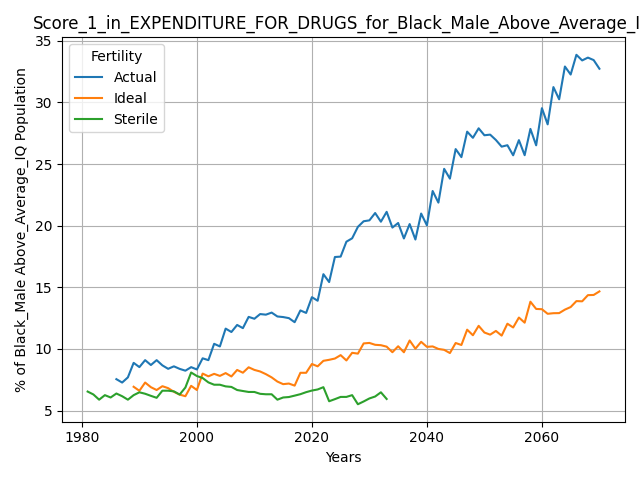 Score_1_in_EXPENDITURE_FOR_DRUGS_for_Black_Male_Above_Average_I
Fertility
Actual
Ideal
Sterile
% of Black_Male Above_Average_IQ Population
35
30
25
20
15
10
5
1980
2000
2020
2040
2060
Years